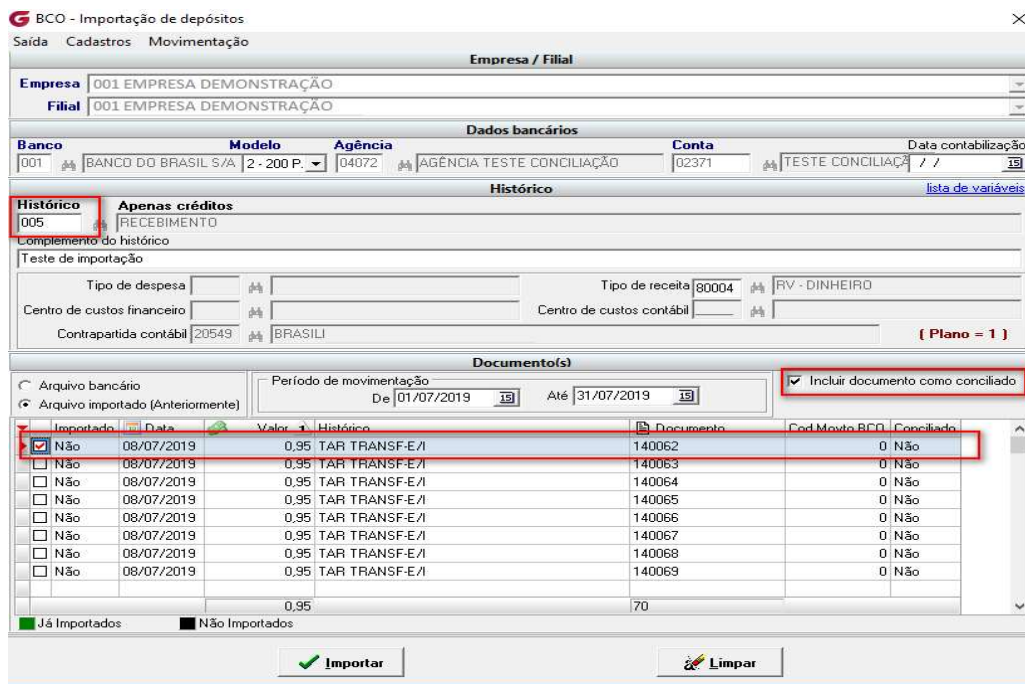 BCO - Importação de depósitos
Saída Cadastros Movimentação
Empresa / Filial
Empresa 001 EMPRESA DEMONSTRAÇÃO
Filial 001 EMPRESA DEMONSTRAÇÃO
Dados bancários
Banco Modelo Agência Conta Data contabilização
001 BANCO DO BRASIL S/A 2 - 200 P. 04072 AGÊNCIA TESTE CONCILIAÇÃO 02371 TESTE CONCILIAÇÃ / / 15
Histórico lista de variáveis
Histórico Apenas créditos
005 RECEBIMENTO
Complemento do histórico
Teste de importação
Tipo de despesa Tipo de receita 80004 RV - DINHEIRO
Centro de custos financeiro Centro de custos contábil
Contrapartida contábil 20549 BRASILI ( Plano = 1 )
Documento(s)
Arquivo bancário Período de movimentação Incluir documento como conciliado
Arquivo importado (Anteriormente) De 01/07/2019 15 Até 31/07/2019 15
Importado Data Valor 1 Histórico Documento Cod Movto BCO Conciliado
Não 08/07/2019 0,95 TAR TRANSF-E/I 140062 0 Não
Não 08/07/2019 0,95 TAR TRANSF-E/I 140063 0 Não
Não 08/07/2019 0,95 TAR TRANSF-E/I 140064 0 Não
Não 08/07/2019 0,95 TAR TRANSF-E/I 140065 0 Não
Não 08/07/2019 0,95 TAR TRANSF-E/I 140066 0 Não
Não 08/07/2019 0,95 TAR TRANSF-E/I 140067 0 Não
Não 08/07/2019 0,95 TAR TRANSF-E/I 140068 0 Não
Não 08/07/2019 0,95 TAR TRANSF-E/I 140069 0 Não
0,95 70
Já Importados Não Importados
Importar Limpar